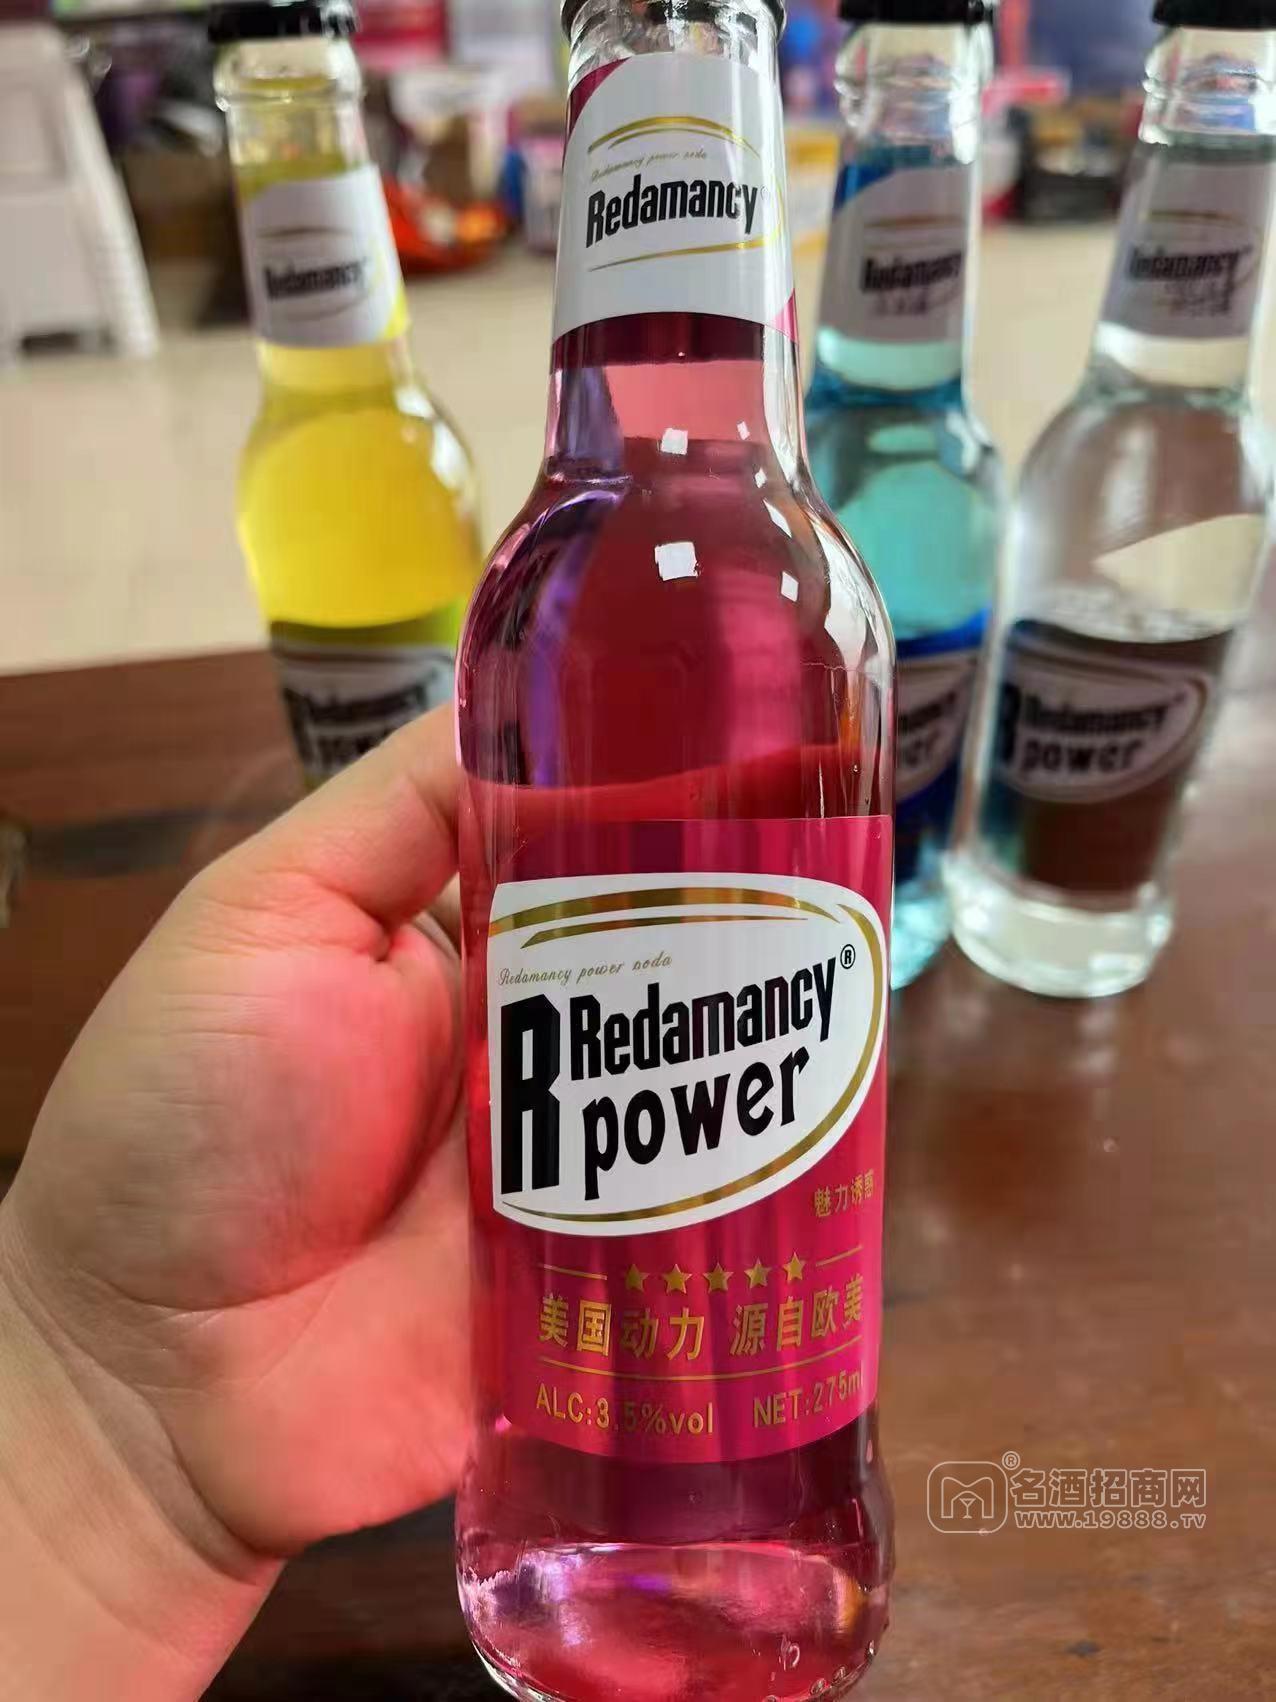 Redamancy power soda
Redamancy
Redamancy
Redamancy
Redamancy
Redamancy power soda
R Redamancy®
power
魅力诱惑
美国动力 源自欧美
ALC:3.5%vol NET:275ml
Redamancy
power
Redamancy
power
名酒招商网®
www.19888.tv